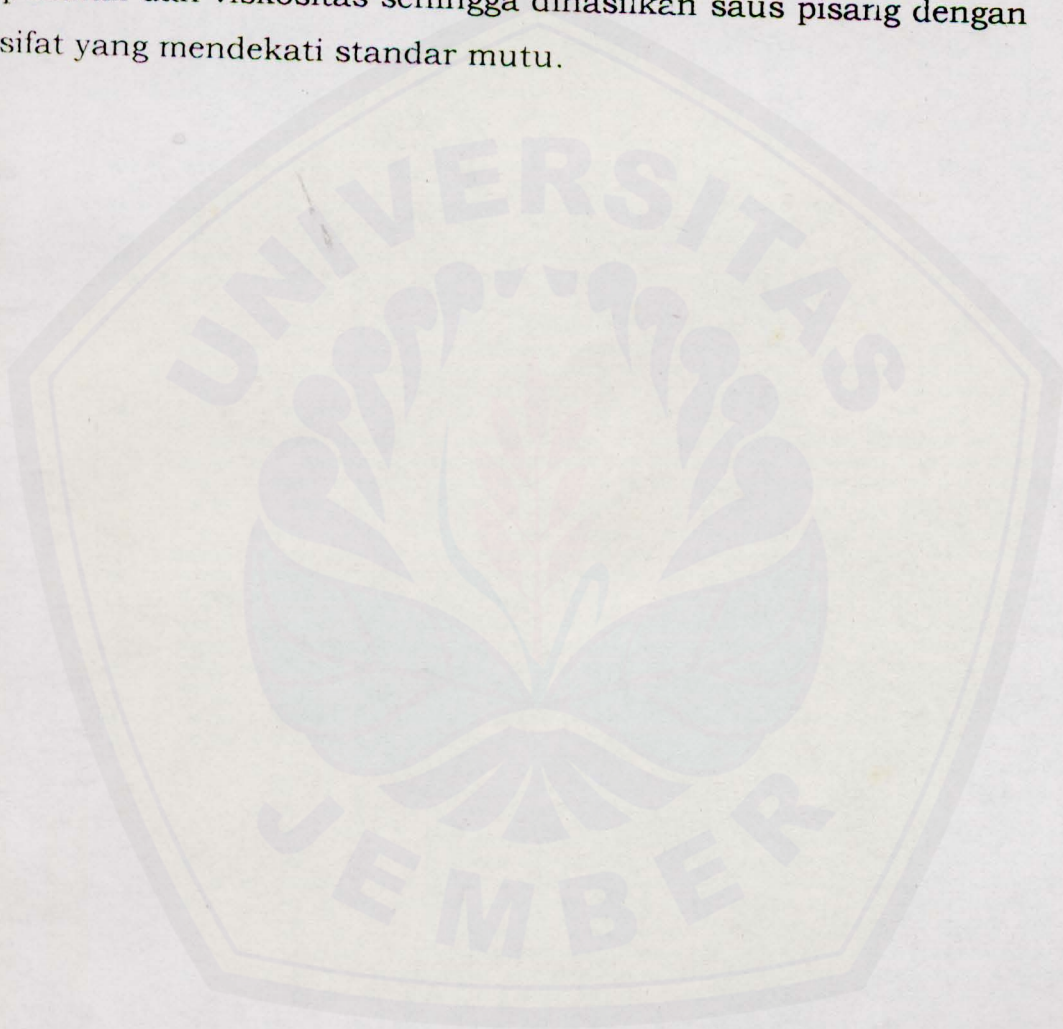 viskositas sehingga dihasilkan saus pisang dengan
sifat yang mendekati standar mutu.
UNIVERSITAS
JEMBER